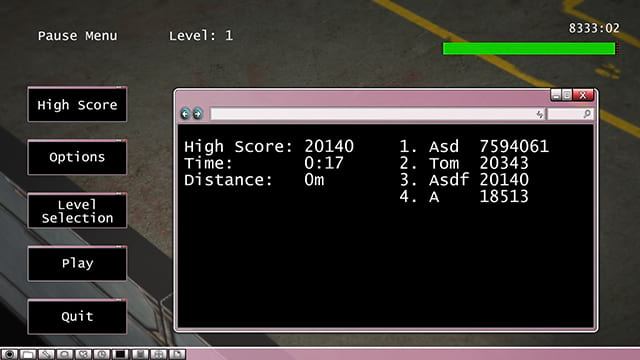 Pause Menu Level: 1 8333:02
High Score
Options
Level
Selection
Play
Quit
High Score: 20140
Time: 0:17
Distance: 0m
1. Asd 7594061
2. Tom 20343
3. Asdf 20140
4. A 18513